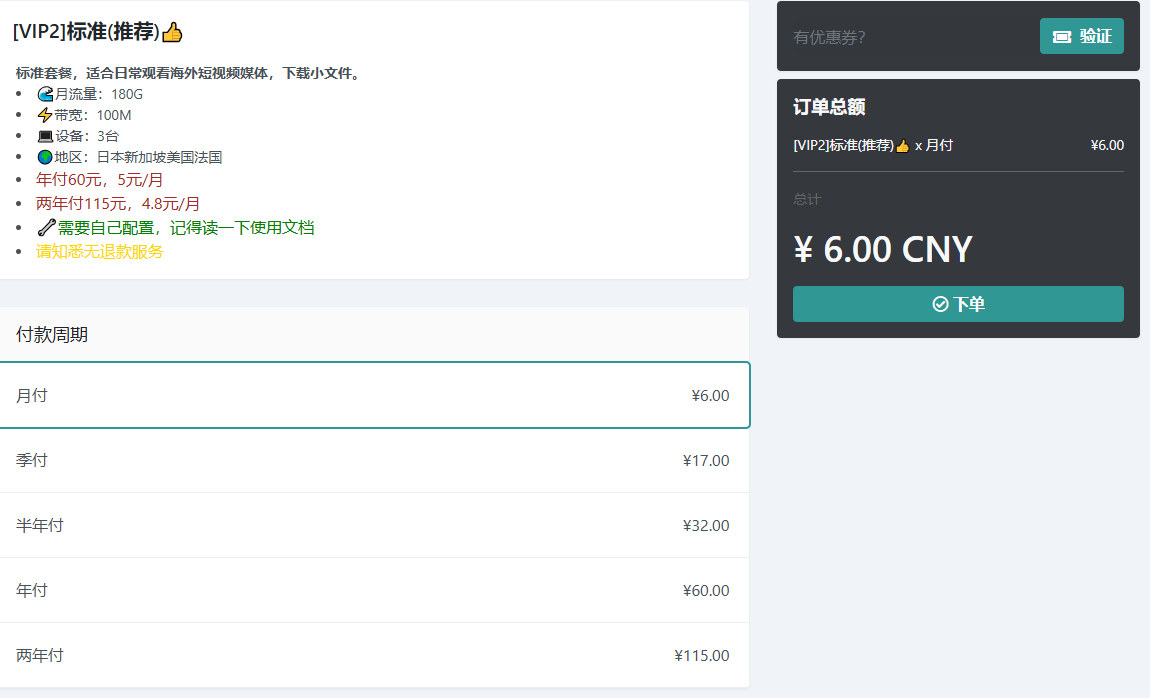 [VIP2]标准(推荐)👍
标准套餐，适合日常观看海外短视频媒体，下载小文件。
🌊月流量：180G
⚡带宽：100M
💻设备：3台
🌍地区：日本新加坡美国法国
年付60元，5元/月
两年付115元，4.8元/月
🔧需要自己配置，记得读一下使用文档
请知悉无退款服务
付款周期
月付 ¥6.00
季付 ¥17.00
半年付 ¥32.00
年付 ¥60.00
两年付 ¥115.00
有优惠券?
验证
订单总额
[VIP2]标准(推荐)👍 x 月付 ¥6.00
总计
¥ 6.00 CNY
下单